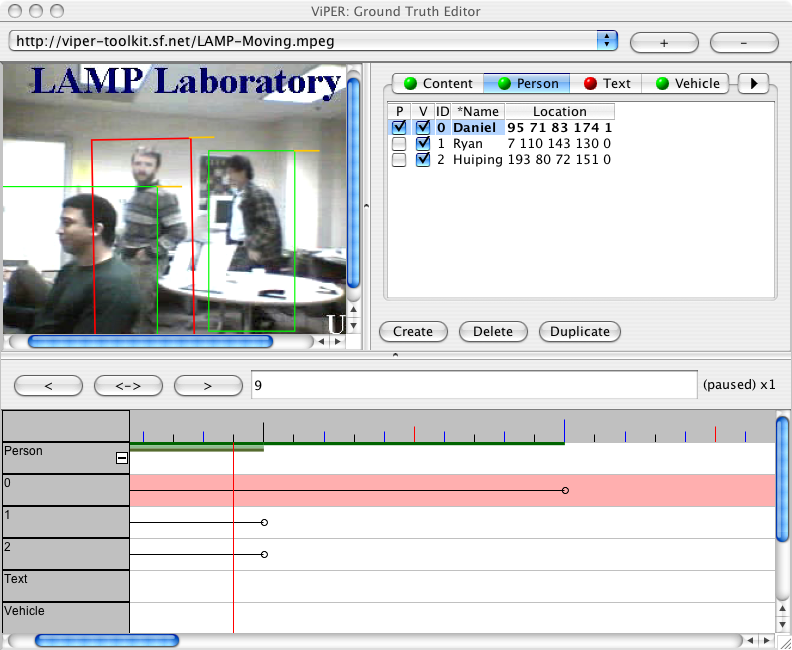 ViPER: Ground Truth Editor
http://viper-toolkit.sf.net/LAMP-Moving.mpeg + -
LAMP Laboratory
U
Content Person Text Vehicle
P V ID *Name Location
0 Daniel 95 71 83 174 1
1 Ryan 7 110 143 130 0
2 Huiping 193 80 72 151 0
Create Delete Duplicate
< <-> > 9 (paused) x1
Person
0
1
2
Text
Vehicle